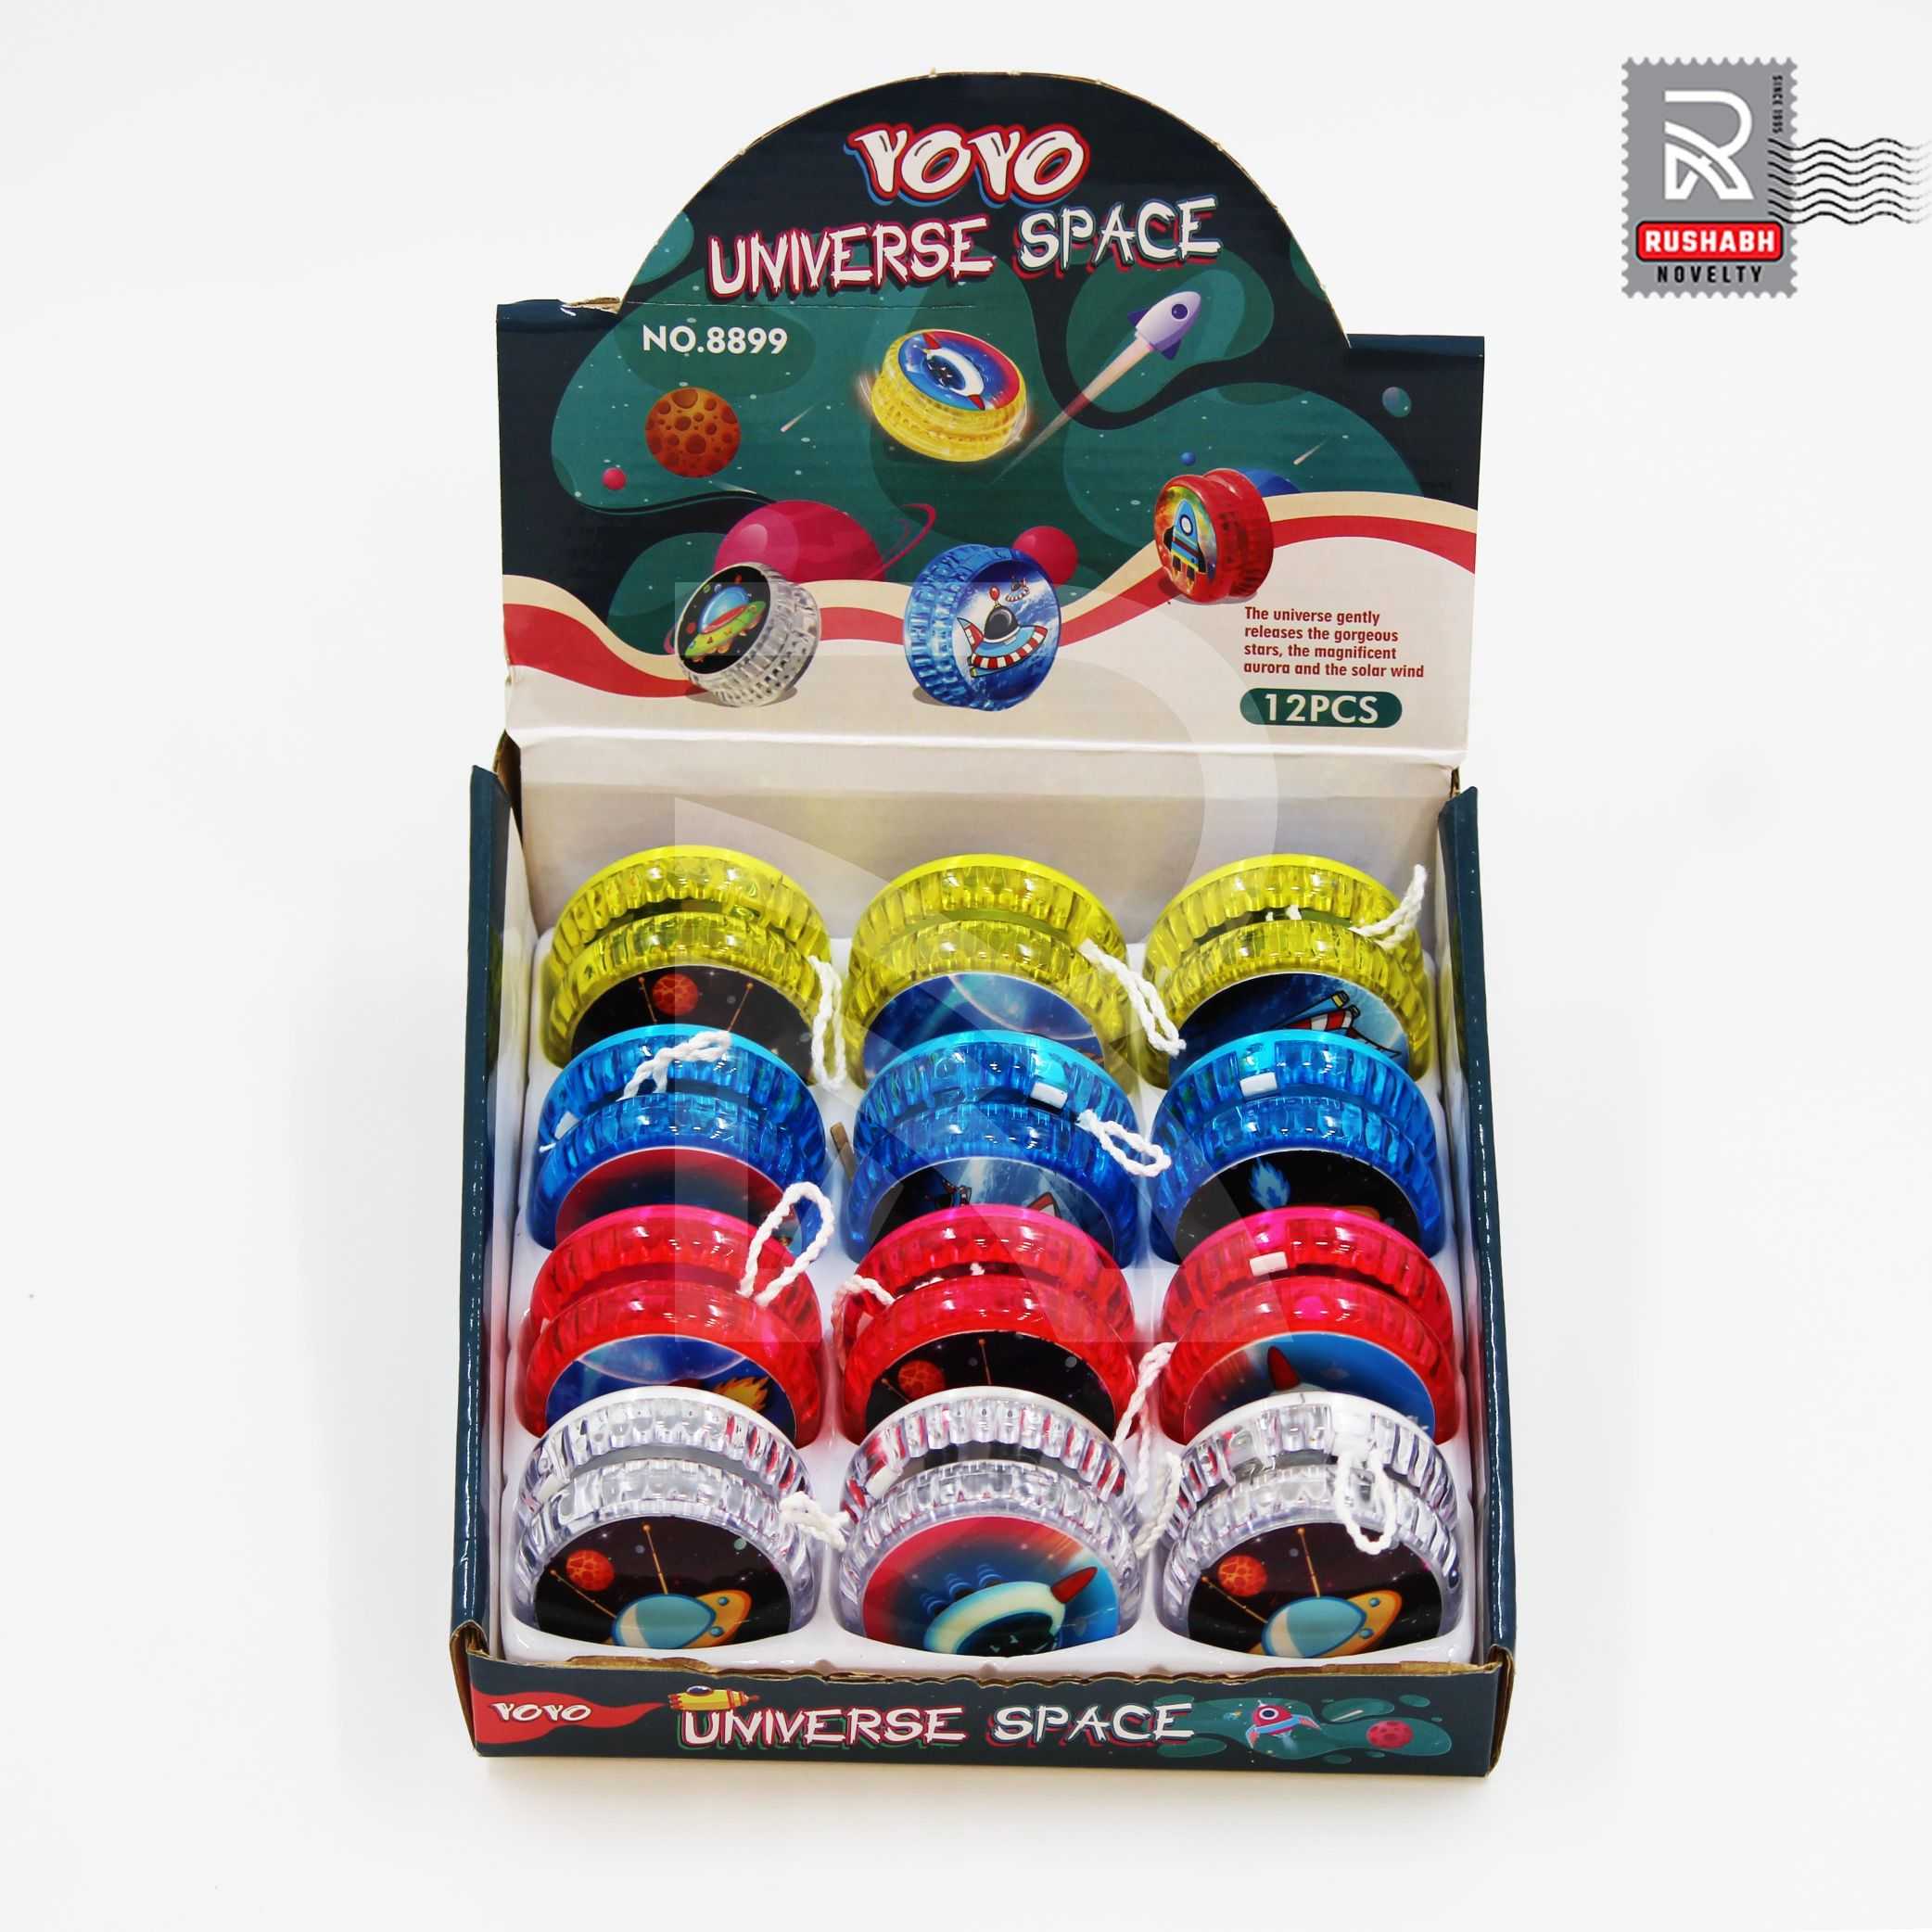 YOYO
UNIVERSE SPACE
NO.8899
The universe gently
releases the gorgeous
stars, the magnificent
aurora and the solar wind
12PCS
YOYO
UNIVERSE SPACE
R
SINCE 1995
RUSHABH
NOVELTY